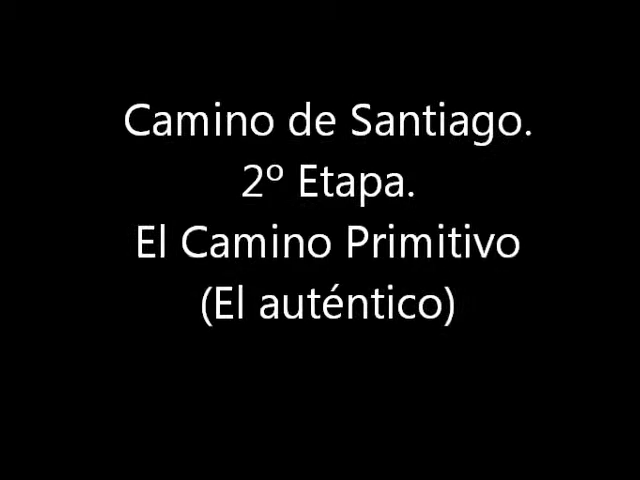 Camino de Santiago.
2º Etapa.
El Camino Primitivo
(El auténtico)